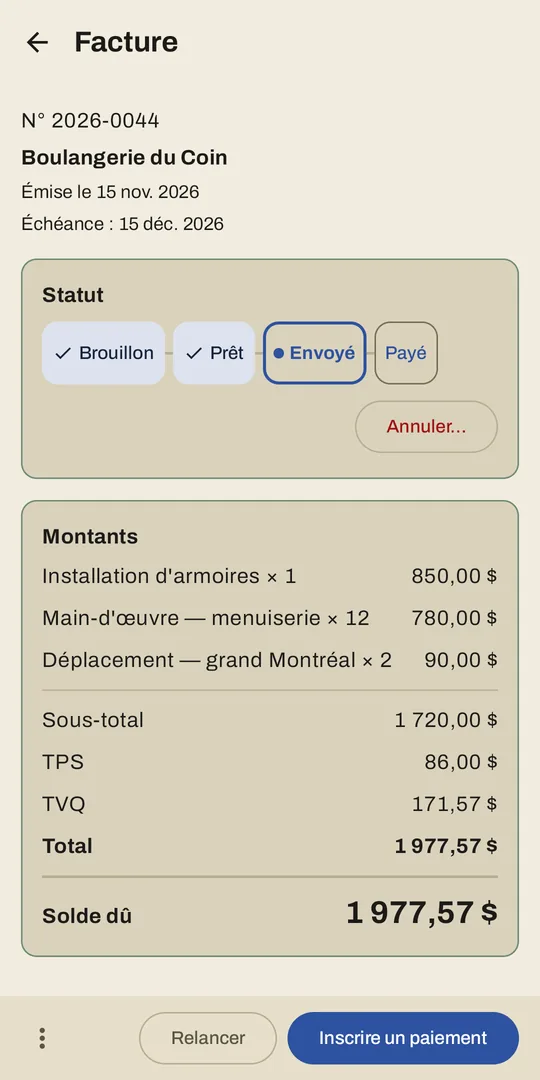 Facture
N° 2026-0044
Boulangerie du Coin
Émise le 15 nov. 2026
Échéance : 15 déc. 2026
Statut
Brouillon Prêt Envoyé Payé
Annuler...
Montants
Installation d'armoires × 1 850,00 $
Main-d'œuvre — menuiserie × 12 780,00 $
Déplacement — grand Montréal × 2 90,00 $
Sous-total 1 720,00 $
TPS 86,00 $
TVQ 171,57 $
Total 1 977,57 $
Solde dû 1 977,57 $
Relancer Inscrire un paiement